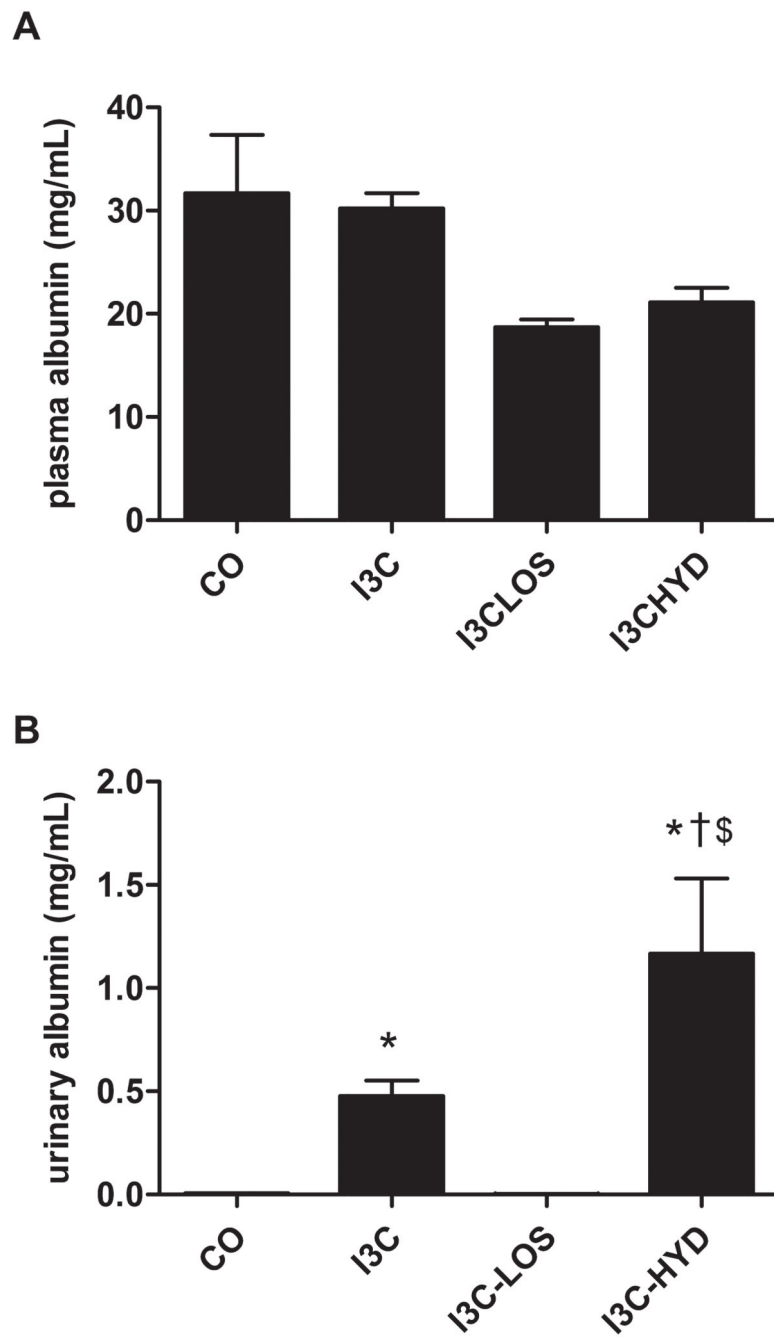 A
plasma albumin (mg/mL)
40
30
20
10
0
CO
I3C
I3CLOS
I3CHYD
B
urinary albumin (mg/mL)
2.0
1.5
1.0
0.5
0.0
*†$
*
CO
I3C
I3C-LOS
I3C-HYD